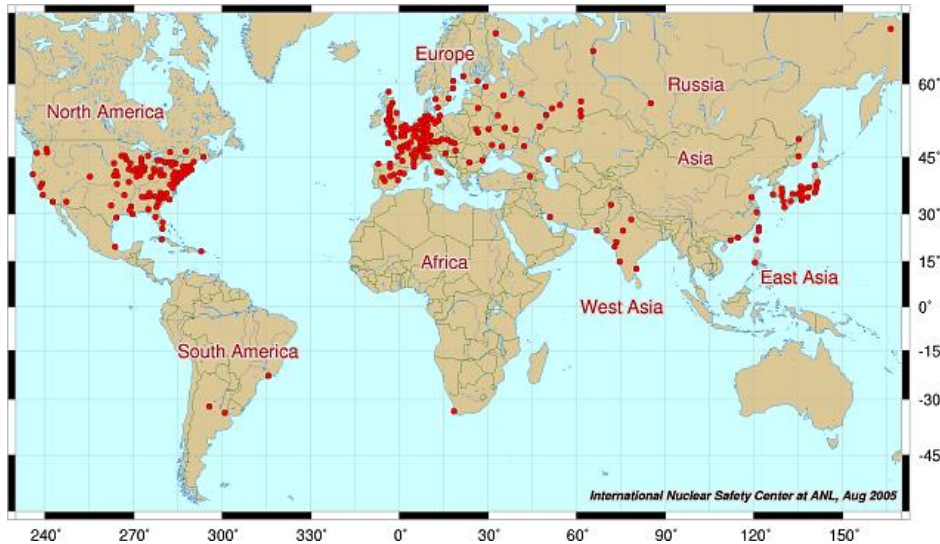 Europe
Russia
North America
Asia
Africa
East Asia
West Asia
South America
60°
45°
30°
15°
0°
-15
-30
-45
International Nuclear Safety Center at ANL, Aug 2005
240° 270° 300° 330° 0° 30° 60° 90° 120° 150°